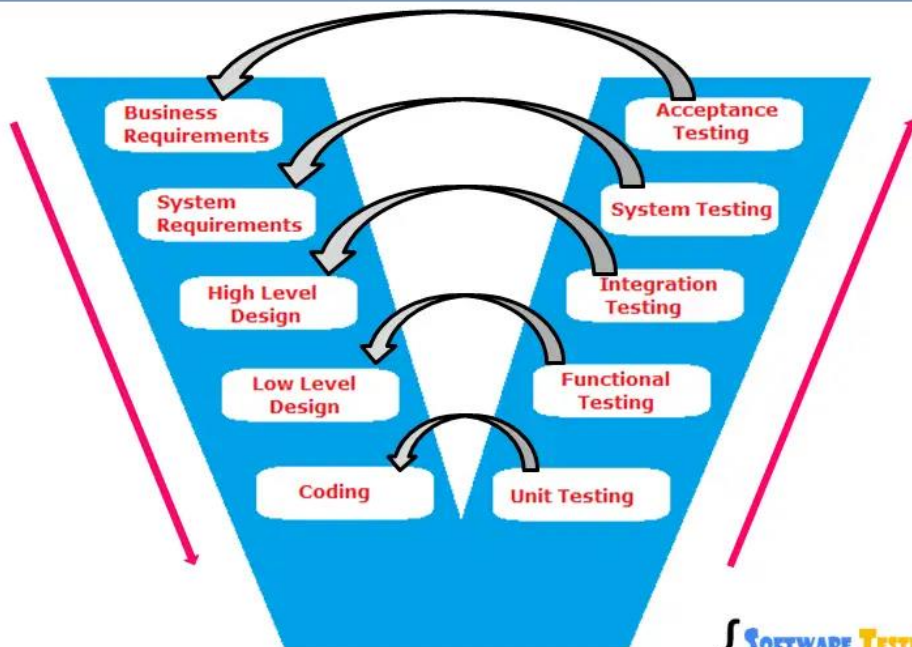 Business
Requirements
Acceptance
Testing
System
Requirements
System Testing
High Level
Design
Integration
Testing
Low Level
Design
Functional
Testing
Coding
Unit Testing
SOFTWARE